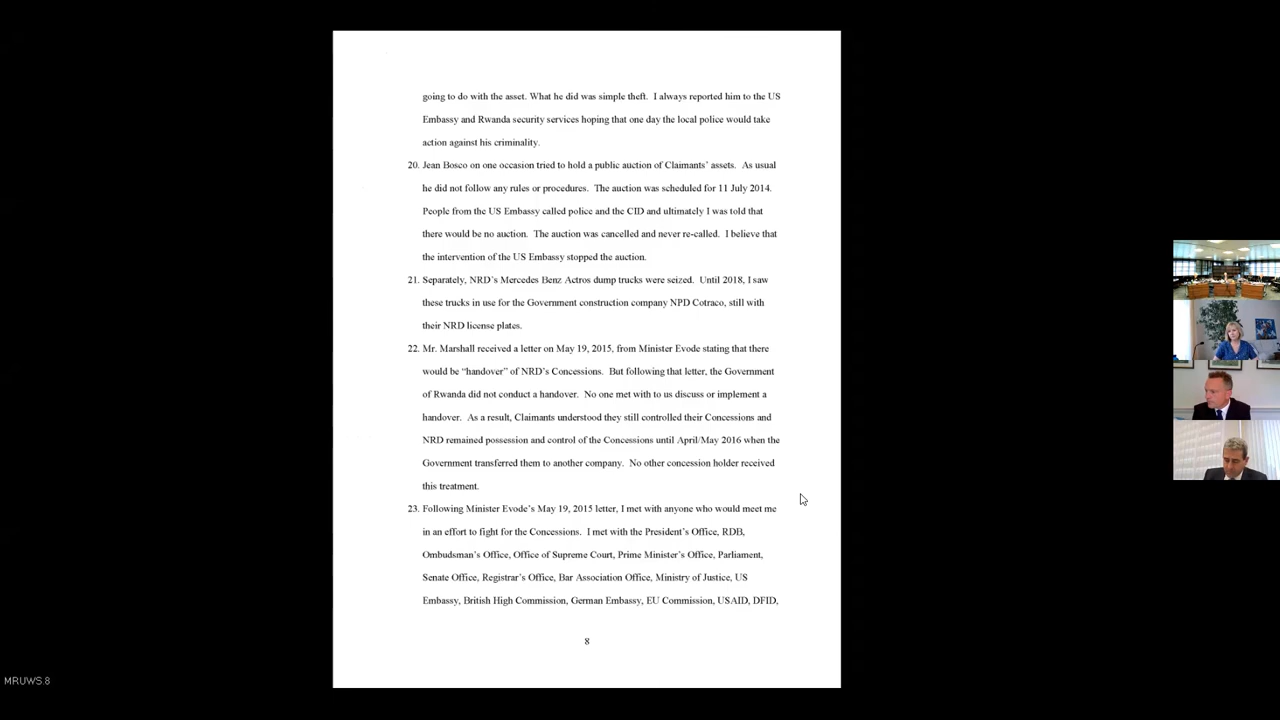 going to do with the asset. What he did was simple theft. I always reported him to the US
Embassy and Rwanda security services hoping that one day the local police would take
action against his criminality.
20. Jean Bosco on one occasion tried to hold a public auction of Claimants' assets. As usual
he did not follow any rules or procedures. The auction was scheduled for 11 July 2014.
People from the US Embassy called police and the CID and ultimately I was told that
there would be no auction. The auction was cancelled and never re-called. I believe that
the intervention of the US Embassy stopped the auction.
21. Separately, NRD's Mercedes Benz Actros dump trucks were seized. Until 2018, I saw
these trucks in use for the Government construction company NPD Cotraco, still with
their NRD license plates.
22. Mr. Marshall received a letter on May 19, 2015, from Minister Evode stating that there
would be "handover" of NRD's Concessions. But following that letter, the Government
of Rwanda did not conduct a handover. No one met with to us discuss or implement a
handover. As a result, Claimants understood they still controlled their Concessions and
NRD remained possession and control of the Concessions until April/May 2016 when the
Government transferred them to another company. No other concession holder received
this treatment.
23. Following Minister Evode's May 19, 2015 letter, I met with anyone who would meet me
in an effort to fight for the Concessions. I met with the President's Office, RDB,
Ombudsman's Office, Office of Supreme Court, Prime Minister's Office, Parliament,
Senate Office, Registrar's Office, Bar Association Office, Ministry of Justice, US
Embassy, British High Commission, German Embassy, EU Commission, USAID, DFID,
8
MRUWS.8